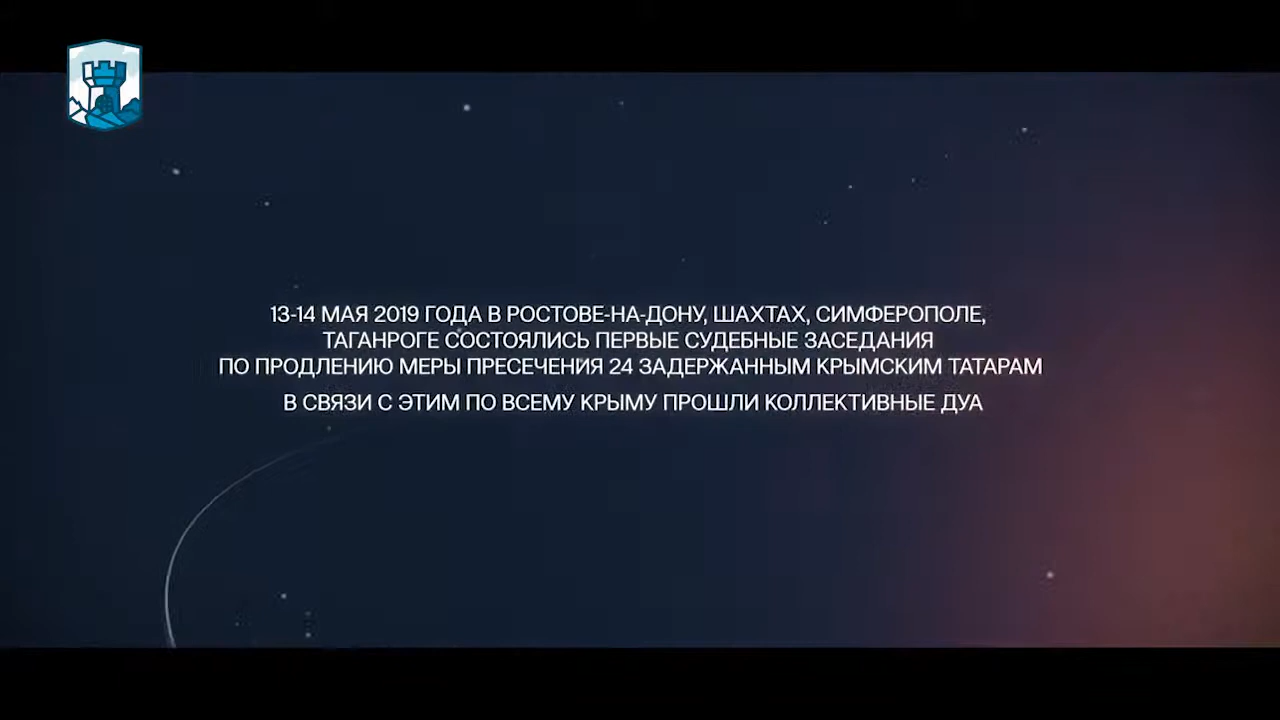 13-14 МАЯ 2019 ГОДА В РОСТОВЕ-НА-ДОНУ, ШАХТАХ, СИМФЕРОПОЛЕ,
ТАГАНРОГЕ СОСТОЯЛИСЬ ПЕРВЫЕ СУДЕБНЫЕ ЗАСЕДАНИЯ
ПО ПРОДЛЕНИЮ МЕРЫ ПРЕСЕЧЕНИЯ 24 ЗАДЕРЖАННЫМ КРЫМСКИМ ТАТАРАМ
В СВЯЗИ С ЭТИМ ПО ВСЕМУ КРЫМУ ПРОШЛИ КОЛЛЕКТИВНЫЕ ДУА